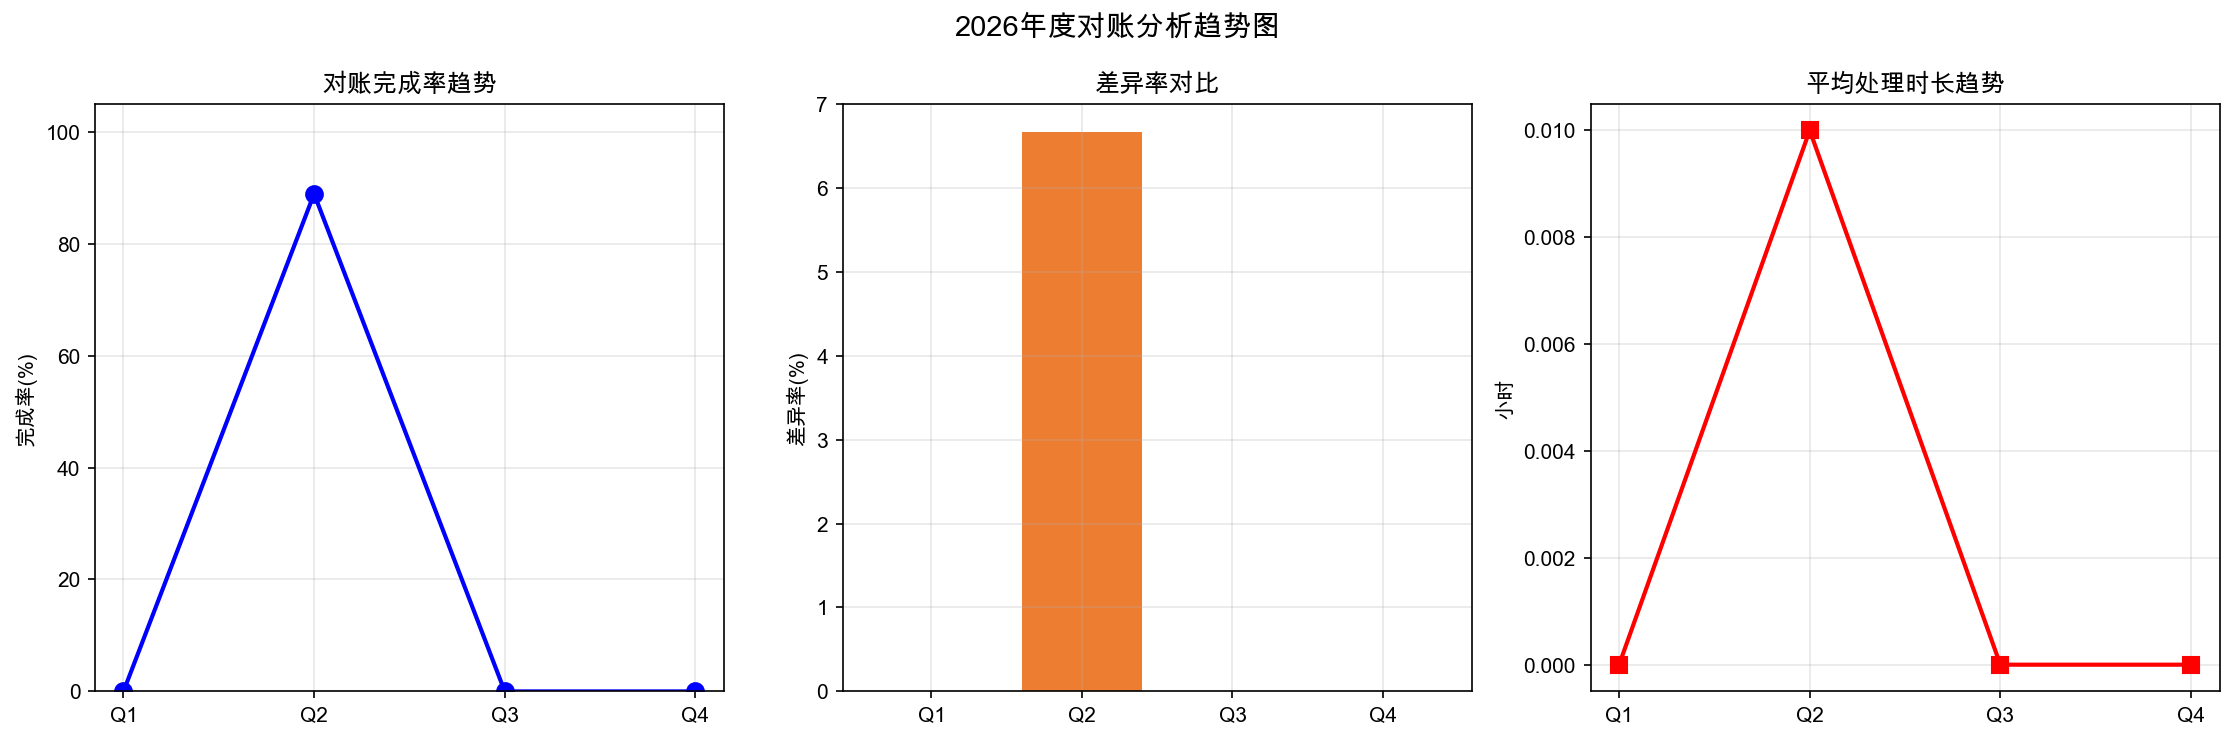 2026年度对账分析趋势图
对账完成率趋势
完成率(%)
100
80
60
40
20
0
Q1 Q2 Q3 Q4
差异率对比
差异率(%)
7
6
5
4
3
2
1
0
Q1 Q2 Q3 Q4
平均处理时长趋势
小时
0.010
0.008
0.006
0.004
0.002
0.000
Q1 Q2 Q3 Q4